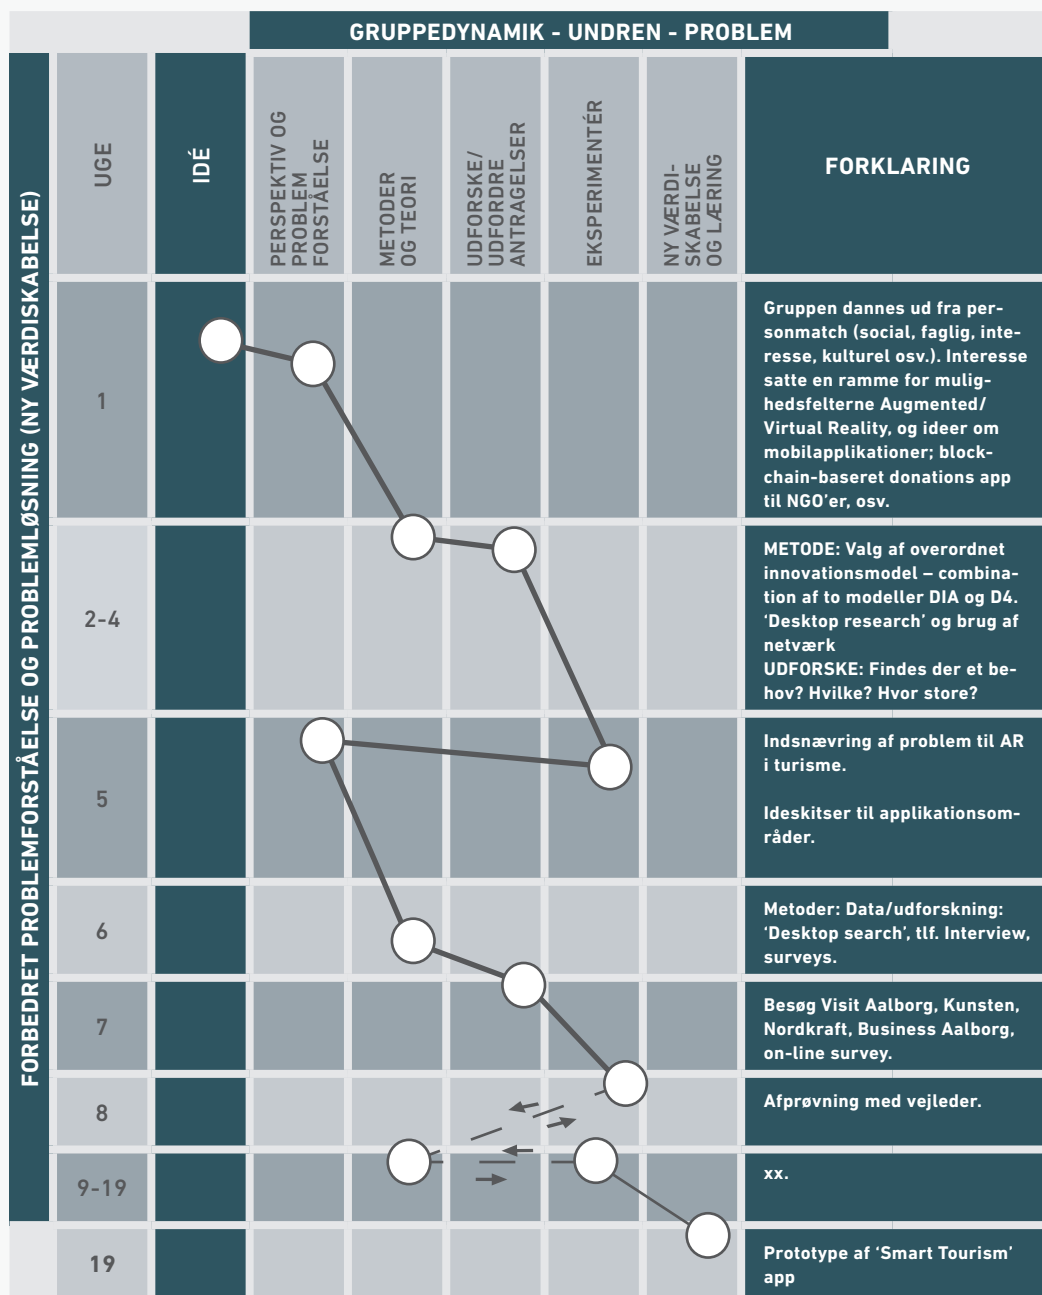 GRUPPEDYNAMIK - UNDREN - PROBLEM
FORBEDRET PROBLEMFORSTÅELSE OG PROBLEMLØSNING (NY VÆRDISKABELSE)
UGE
IDÉ
PERSPEKTIV OG
PROBLEM
FORSTÅELSE
METODER
OG TEORI
UDFORSKE/
UDFORDRE
ANTRAGELSER
EKSPERIMENTÉR
NY VÆRDI-
SKABELSE
OG LÆRING
FORKLARING
1
Gruppen dannes ud fra per-
sonmatch (social, faglig, inte-
resse, kulturel osv.). Interesse
satte en ramme for mulig-
hedsfelterne Augmented/
Virtual Reality, og ideer om
mobilapplikationer; block-
chain-baseret donations app
til NGO’er, osv.
2-4
METODE: Valg af overordnet
innovationsmodel – combina-
tion af to modeller DIA og D4.
‘Desktop research’ og brug af
netværk
UDFORSKE: Findes der et be-
hov? Hvilke? Hvor store?
5
Indsnævring af problem til AR
i turisme.
Ideskitser til applikationsom-
råder.
6
Metoder: Data/udforskning:
‘Desktop search’, tlf. Interview,
surveys.
7
Besøg Visit Aalborg, Kunsten,
Nordkraft, Business Aalborg,
on-line survey.
8
Afprøvning med vejleder.
9-19
xx.
19
Prototype af ‘Smart Tourism’
app